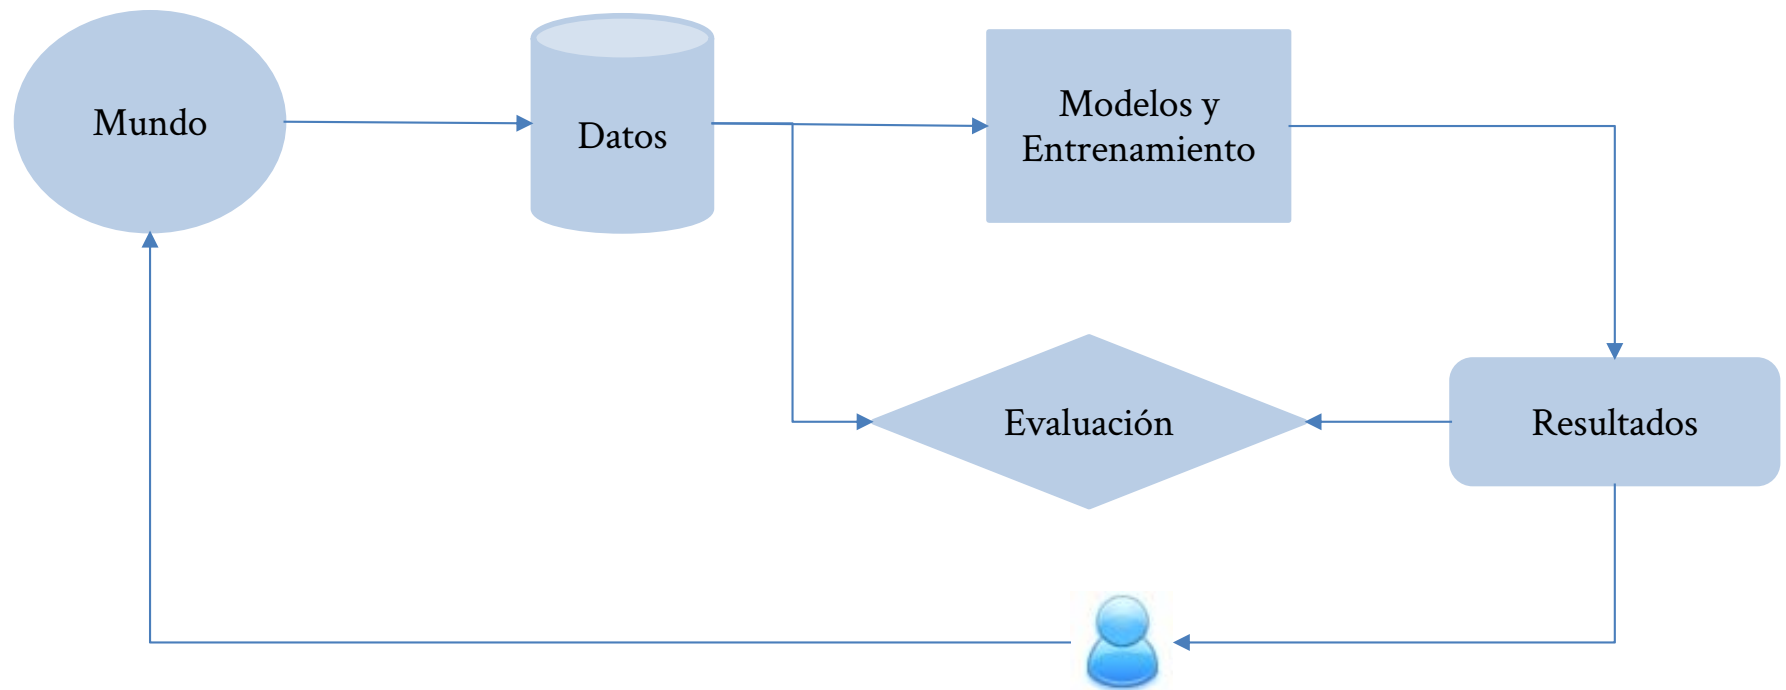 Mundo
Datos
Modelos y
Entrenamiento
Evaluación
Resultados